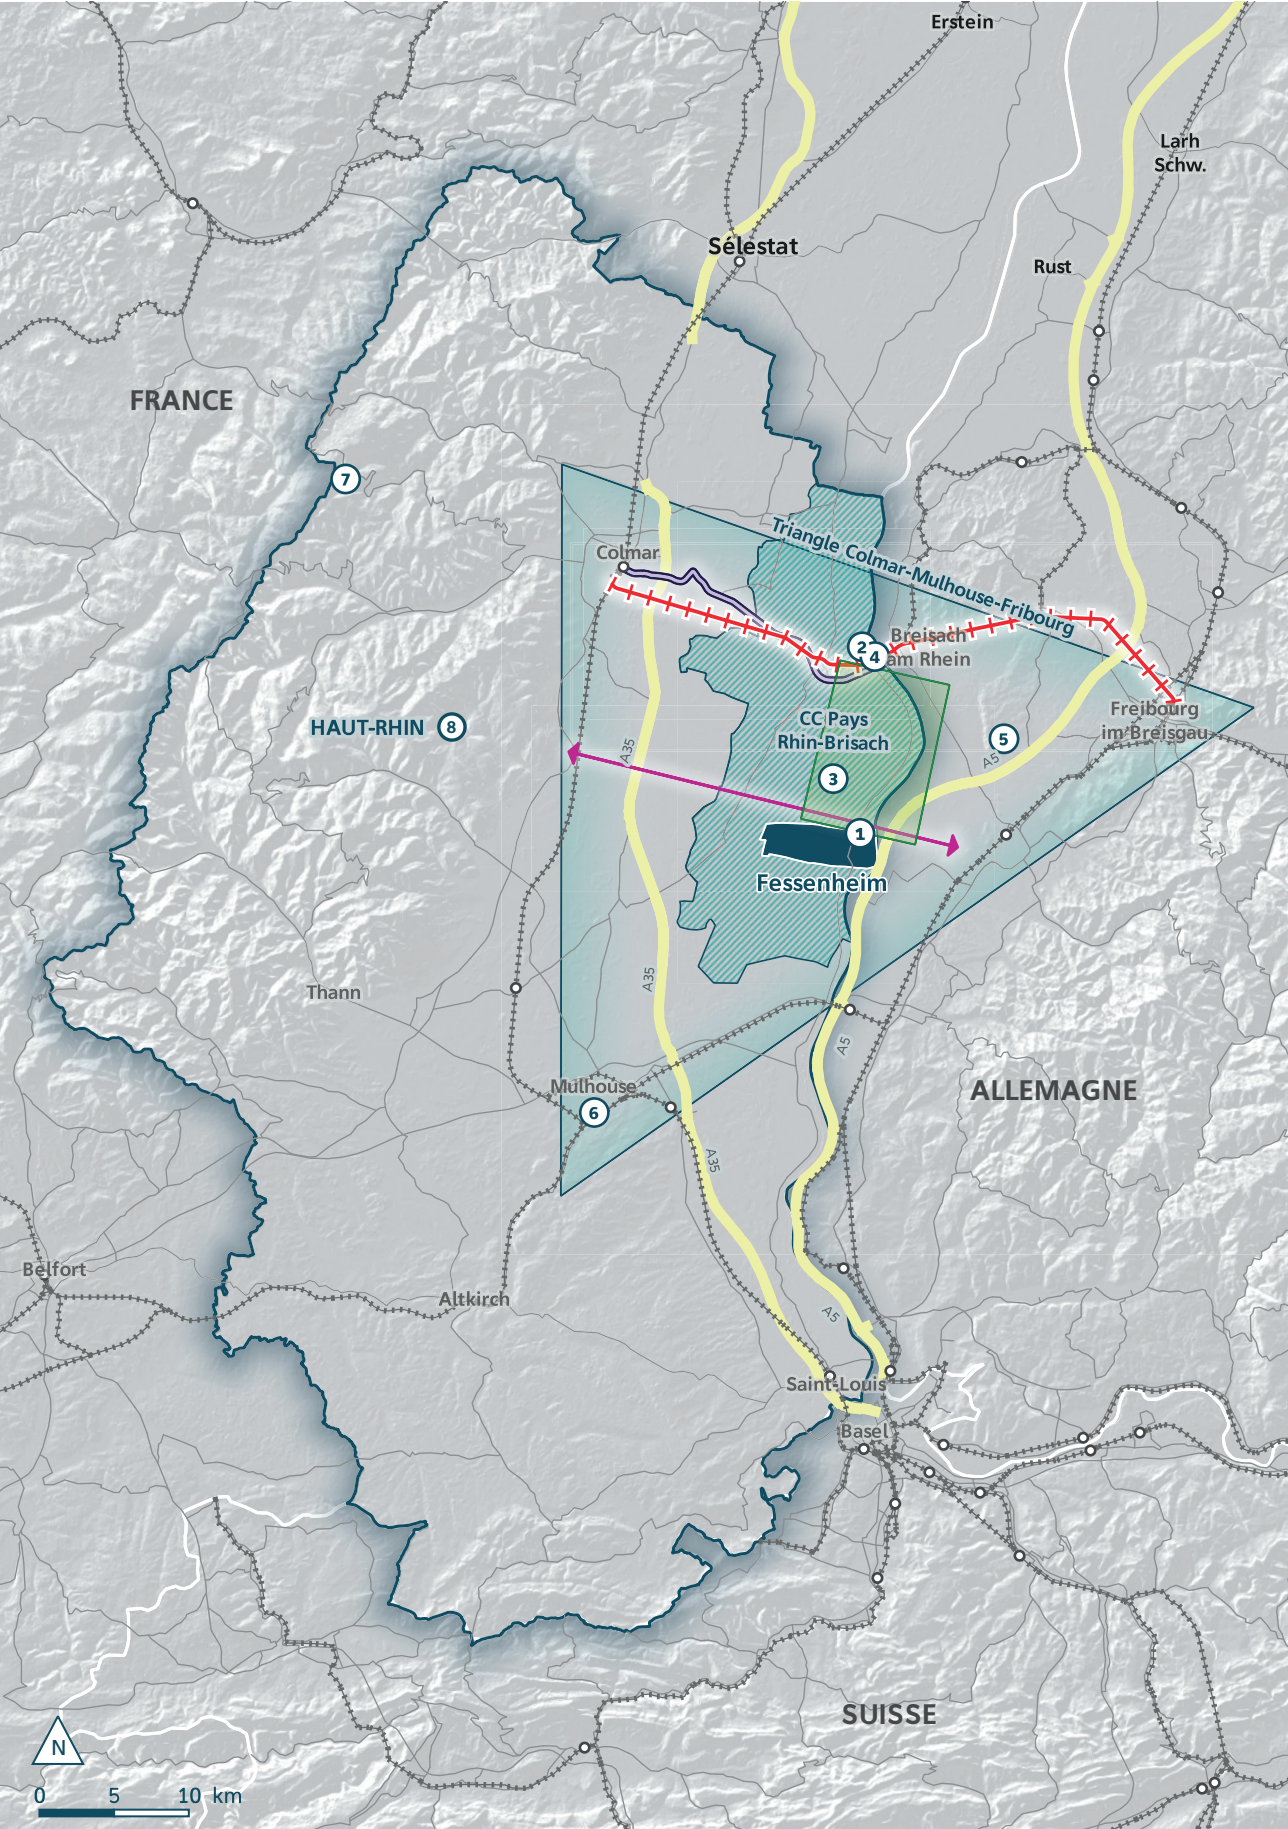 Erstein
Larh
Schw.
Sélestat
Rust
FRANCE
7
Triangle Colmar-Mulhouse-Fribourg
Colmar
2
4
Breisach
am Rhein
Freibourg
im Breisgau
HAUT-RHIN 8
CC Pays
Rhin-Brisach
5
A35
A5
3
1
Fessenheim
A35
Thann
A5
Mulhouse
6
ALLEMAGNE
A35
Belfort
Altkirch
A5
Saint-Louis
Basel
SUISSE
N
0 5 10 km